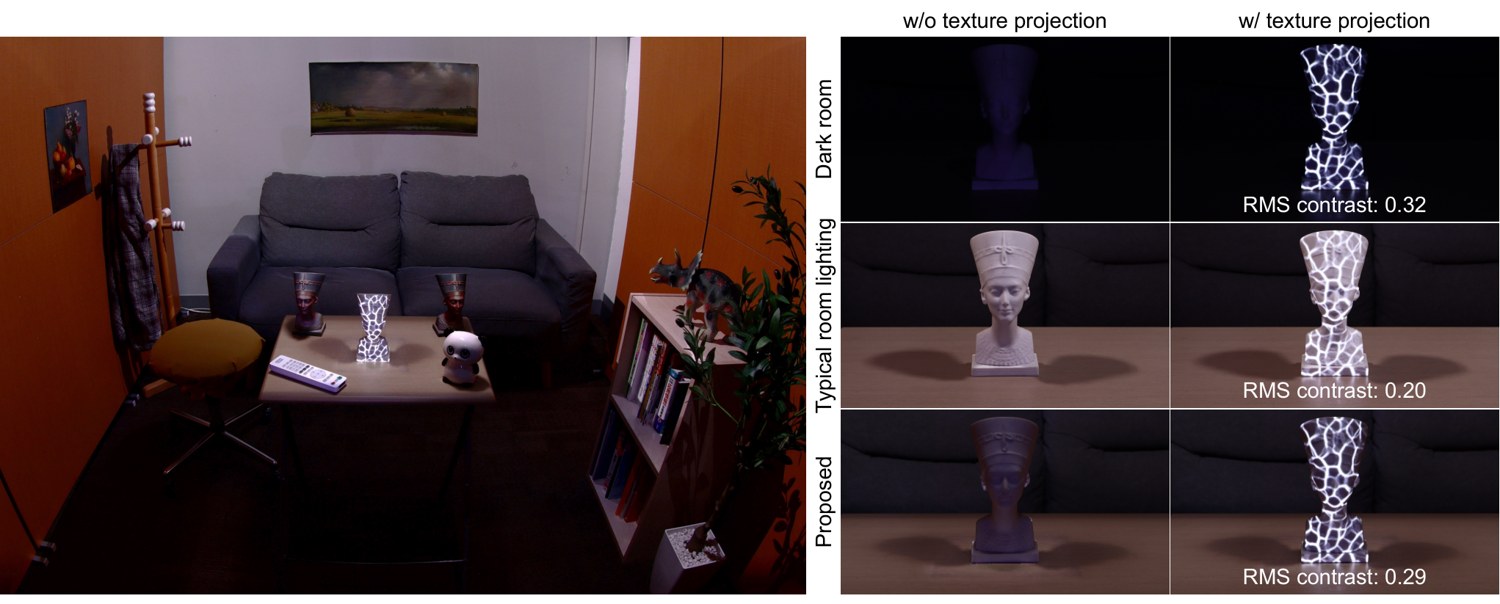 w/o texture projection
w/ texture projection
Dark room
RMS contrast: 0.32
Typical room lighting
RMS contrast: 0.20
Proposed
RMS contrast: 0.29